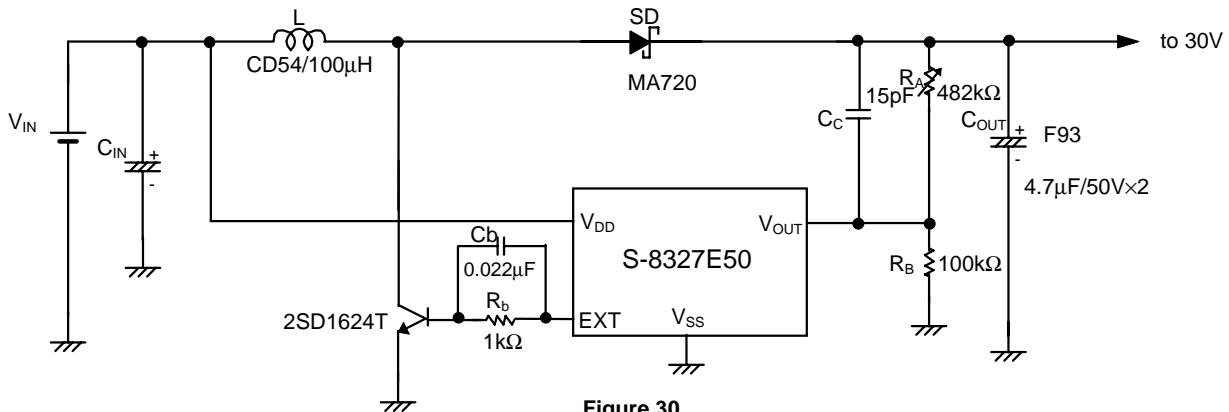 L
CD54/100μH
SD
MA720
to 30V
V_IN
C_IN
+
-
C_C
15pF
R_A
482kΩ
C_OUT
+
-
F93
4.7μF/50V×2
V_DD
V_OUT
S-8327E50
EXT
V_SS
Cb
0.022μF
R_b
1kΩ
2SD1624T
R_B
100kΩ
Figure 30